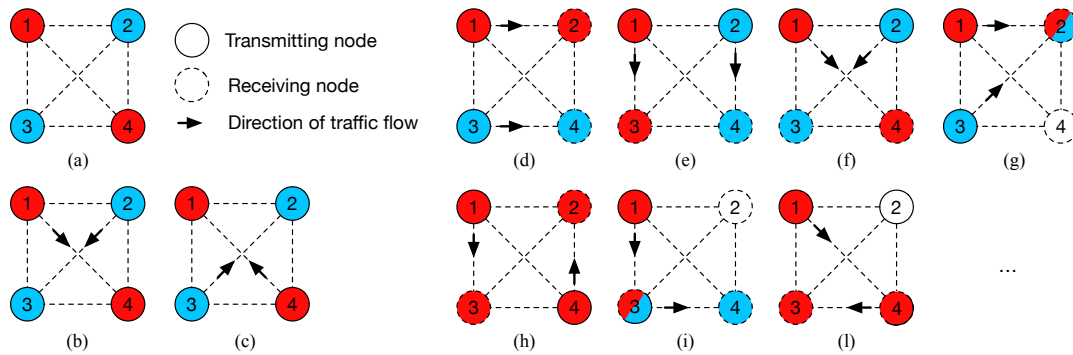 1 2
3 4
(a)
Transmitting node
Receiving node
Direction of traffic flow
1 2
3 4
(b)
1 2
3 4
(c)
1 2
3 4
(d)
1 2
3 4
(e)
1 2
3 4
(f)
1 2
3 4
(g)
1 2
3 4
(h)
1 2
3 4
(i)
1 2
3 4
(l)
...